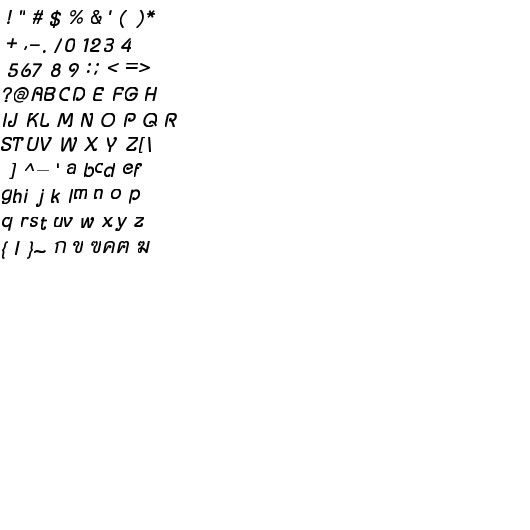 ! " # $ % & ' ( ) *
+ , – . / 0 1 2 3 4
5 6 7 8 9 : ; < = >
? @ A B C D E F G H
I J K L M N O P Q R
S T U V W X Y Z [ \
] ^ – ' a b c d e f
g h i j k l m n o p
q r s t u v w x y z
{ | } ~ ก ข ฃ ค ฅ ฆ